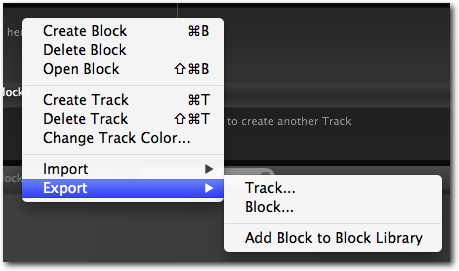 her
Create Block ⌘B
Delete Block
Open Block ⇧⌘B
lock
Create Track ⌘T
Delete Track ⇧⌘T
to create another Track
Change Track Color...
Import
lock
Export
Track...
Block...
Add Block to Block Library